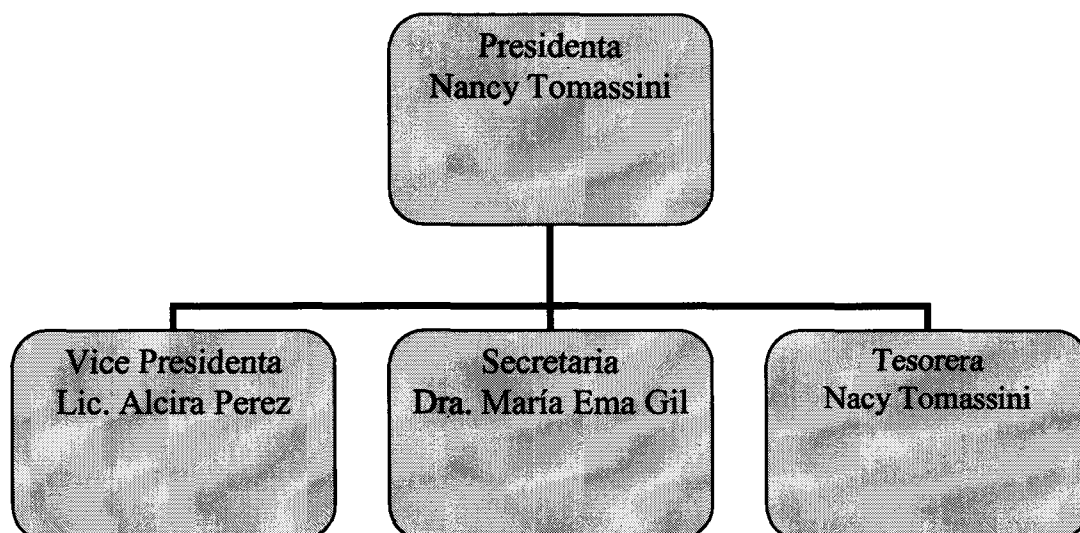 Presidenta
Nancy Tomassini
Vice Presidenta
Lic. Alcira Perez
Secretaria
Dra. María Ema Gil
Tesorera
Nacy Tomassini